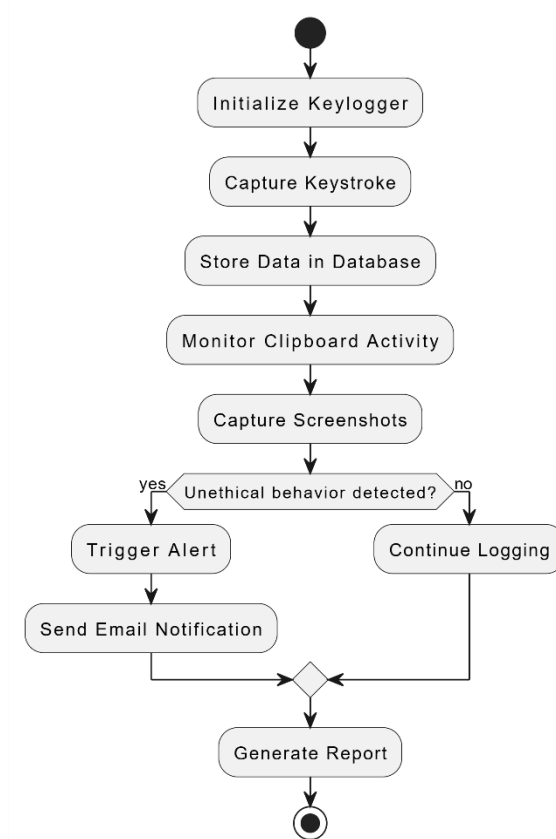 Initialize Keylogger
Capture Keystroke
Store Data in Database
Monitor Clipboard Activity
Capture Screenshots
yes
Unethical behavior detected?
no
Trigger Alert
Continue Logging
Send Email Notification
Generate Report